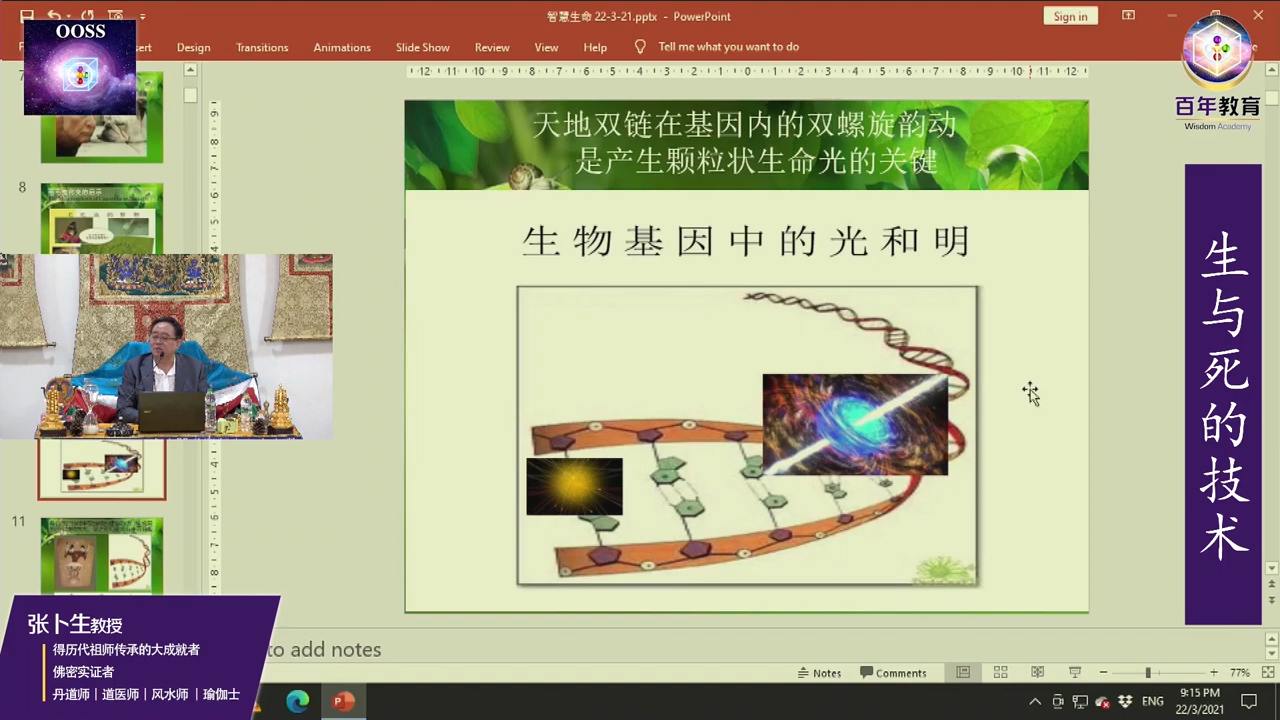 智慧生命 22-3-21.pptx - PowerPoint
Sign in
OOSS
Design
Transitions
Animations
Slide Show
Review
View
Help
Tell me what you want to do
百年教育
Wisdom Academy
7
8
11
天地双链在基因内的双螺旋韵动
是产生颗粒状生命光的关键
生物基因中的光和明
生与死的技术
张卜生教授
得历代祖师传承的大成就者
佛密实证者
丹道师｜道医师｜风水师｜瑜伽士
to add notes
Notes
Comments
77%
ENG
9:15 PM
22/3/2021